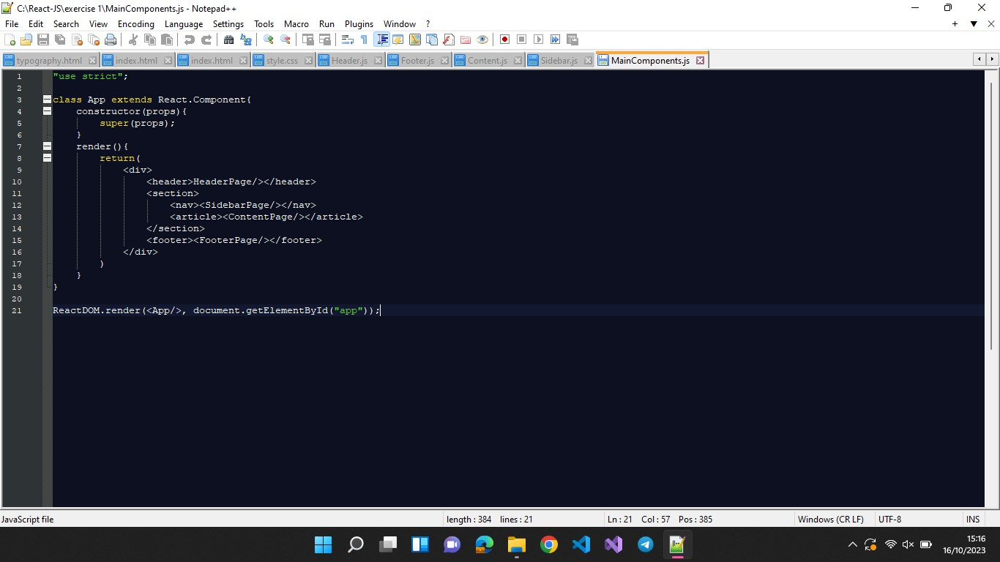 C:\React-JS\exercise 1\MainComponents.js - Notepad++
File Edit Search View Encoding Language Settings Tools Macro Run Plugins Window ?
typography.html index.html index.html style.css Header.js Footer.js Content.js Sidebar.js MainComponents.js
1 "use strict";
2
3 class App extends React.Component{
4 constructor(props){
5 super(props);
6 }
7 render(){
8 return(
9 <div>
10 <header>HeaderPage/></header>
11 <section>
12 <nav><SidebarPage/></nav>
13 <article><ContentPage/></article>
14 </section>
15 <footer><FooterPage/></footer>
16 </div>
17 )
18 }
19 }
20
21 ReactDOM.render(<App/>, document.getElementById("app"));
JavaScript file length : 384 lines : 21 Ln : 21 Col : 57 Pos : 385 Windows (CR LF) UTF-8 INS
15:16
16/10/2023